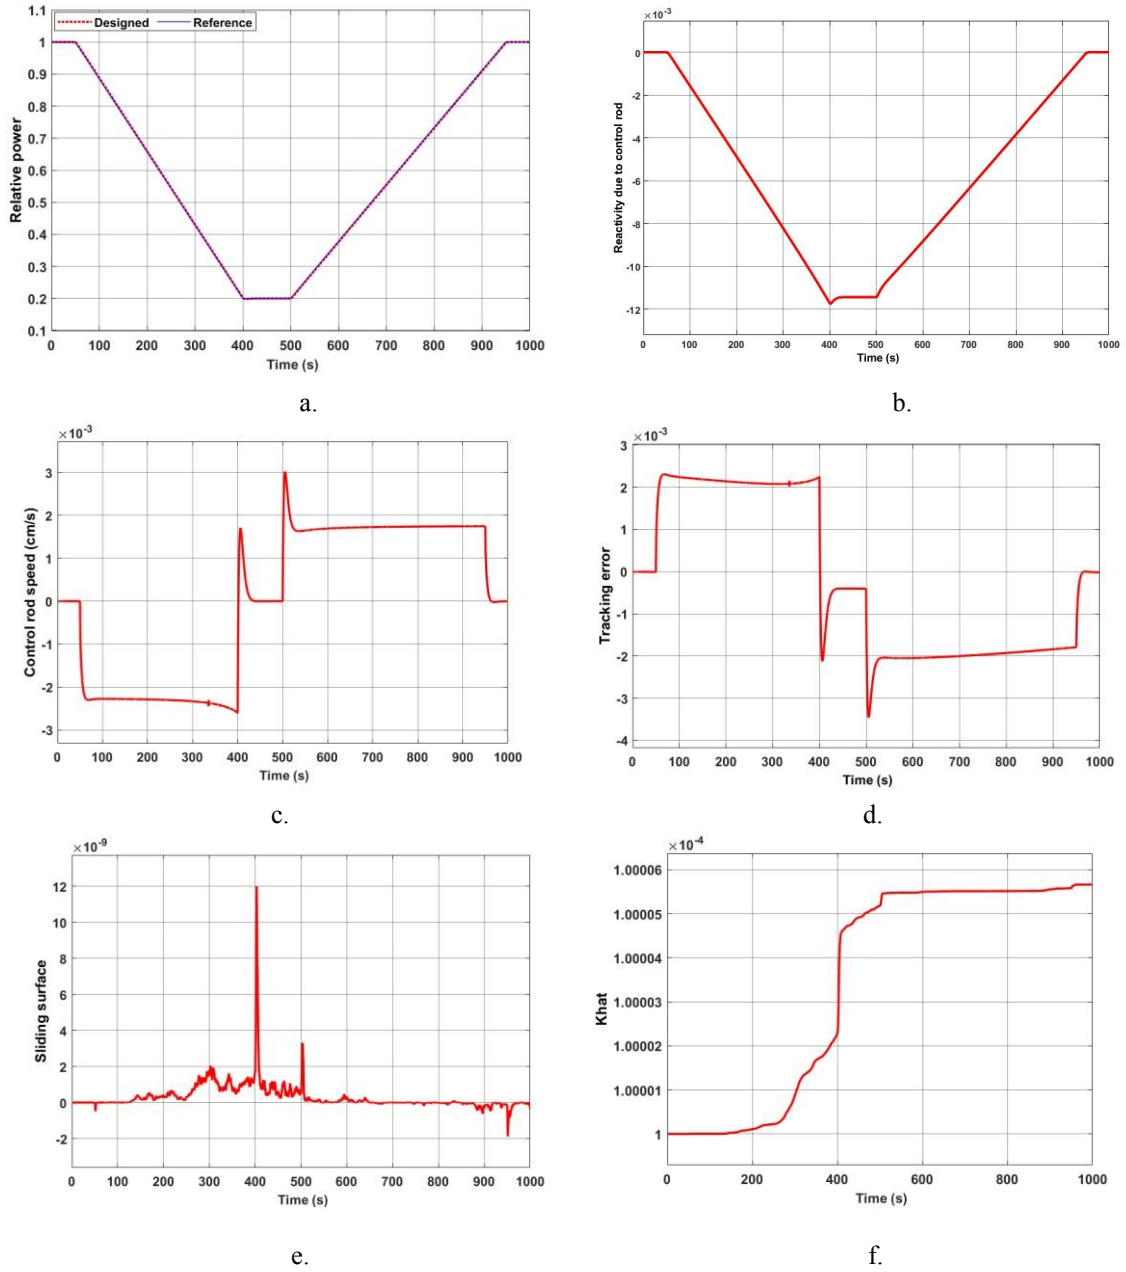 1.1
Designed Reference
1
0.9
0.8
0.7
0.6
0.5
0.4
0.3
0.2
0.1
0 100 200 300 400 500 600 700 800 900 1000
Relative power
Time (s)
a.
×10-3
0
-2
-4
-6
-8
-10
-12
0 100 200 300 400 500 600 700 800 900 1000
Reactivity due to control rod
Time (s)
b.
×10-3
3
2
1
0
-1
-2
-3
0 100 200 300 400 500 600 700 800 900 1000
Control rod speed (cm/s)
Time (s)
c.
×10-3
3
2
1
0
-1
-2
-3
-4
0 100 200 300 400 500 600 700 800 900 1000
Tracking error
Time (s)
d.
×10-9
12
10
8
6
4
2
0
-2
0 100 200 300 400 500 600 700 800 900 1000
Sliding surface
Time (s)
e.
×10-4
1.00006
1.00005
1.00004
1.00003
1.00002
1.00001
1
0 200 400 600 800 1000
Khat
Time (s)
f.